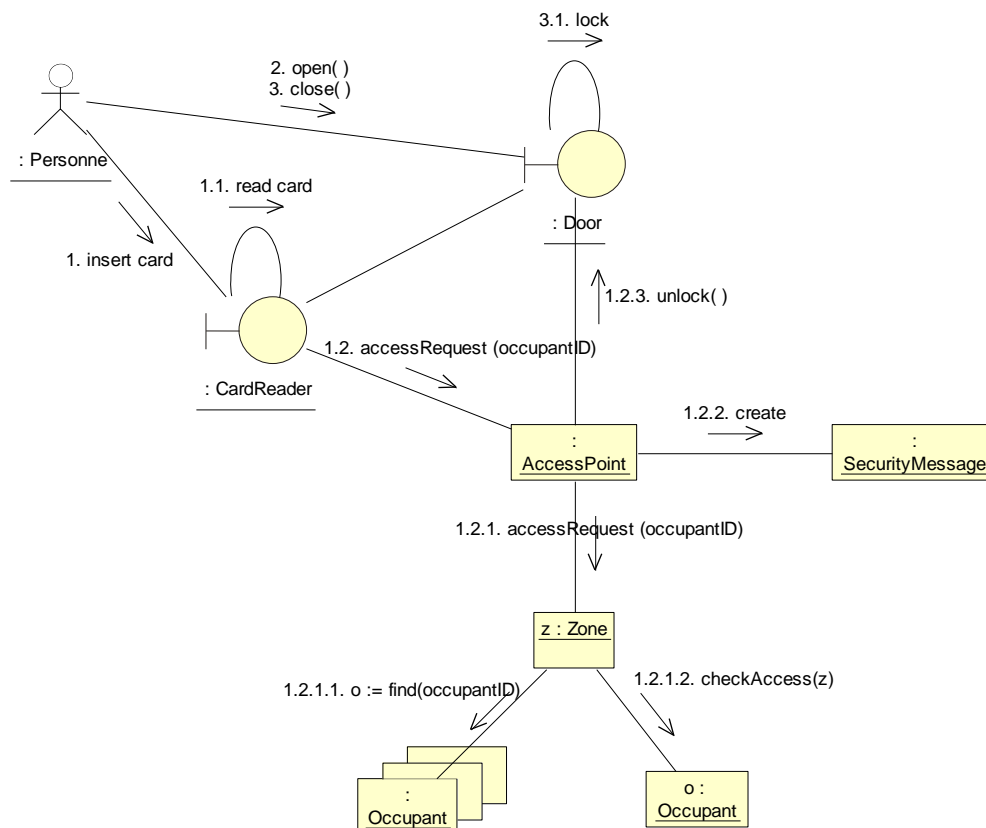 3.1. lock
2. open( )
3. close( )
: Personne
1.1. read card
: Door
1. insert card
1.2.3. unlock( )
1.2. accessRequest (occupantID)
: CardReader
1.2.2. create
:
AccessPoint
:
SecurityMessage
1.2.1. accessRequest (occupantID)
z : Zone
1.2.1.1. o := find(occupantID)
1.2.1.2. checkAccess(z)
:
Occupant
o :
Occupant